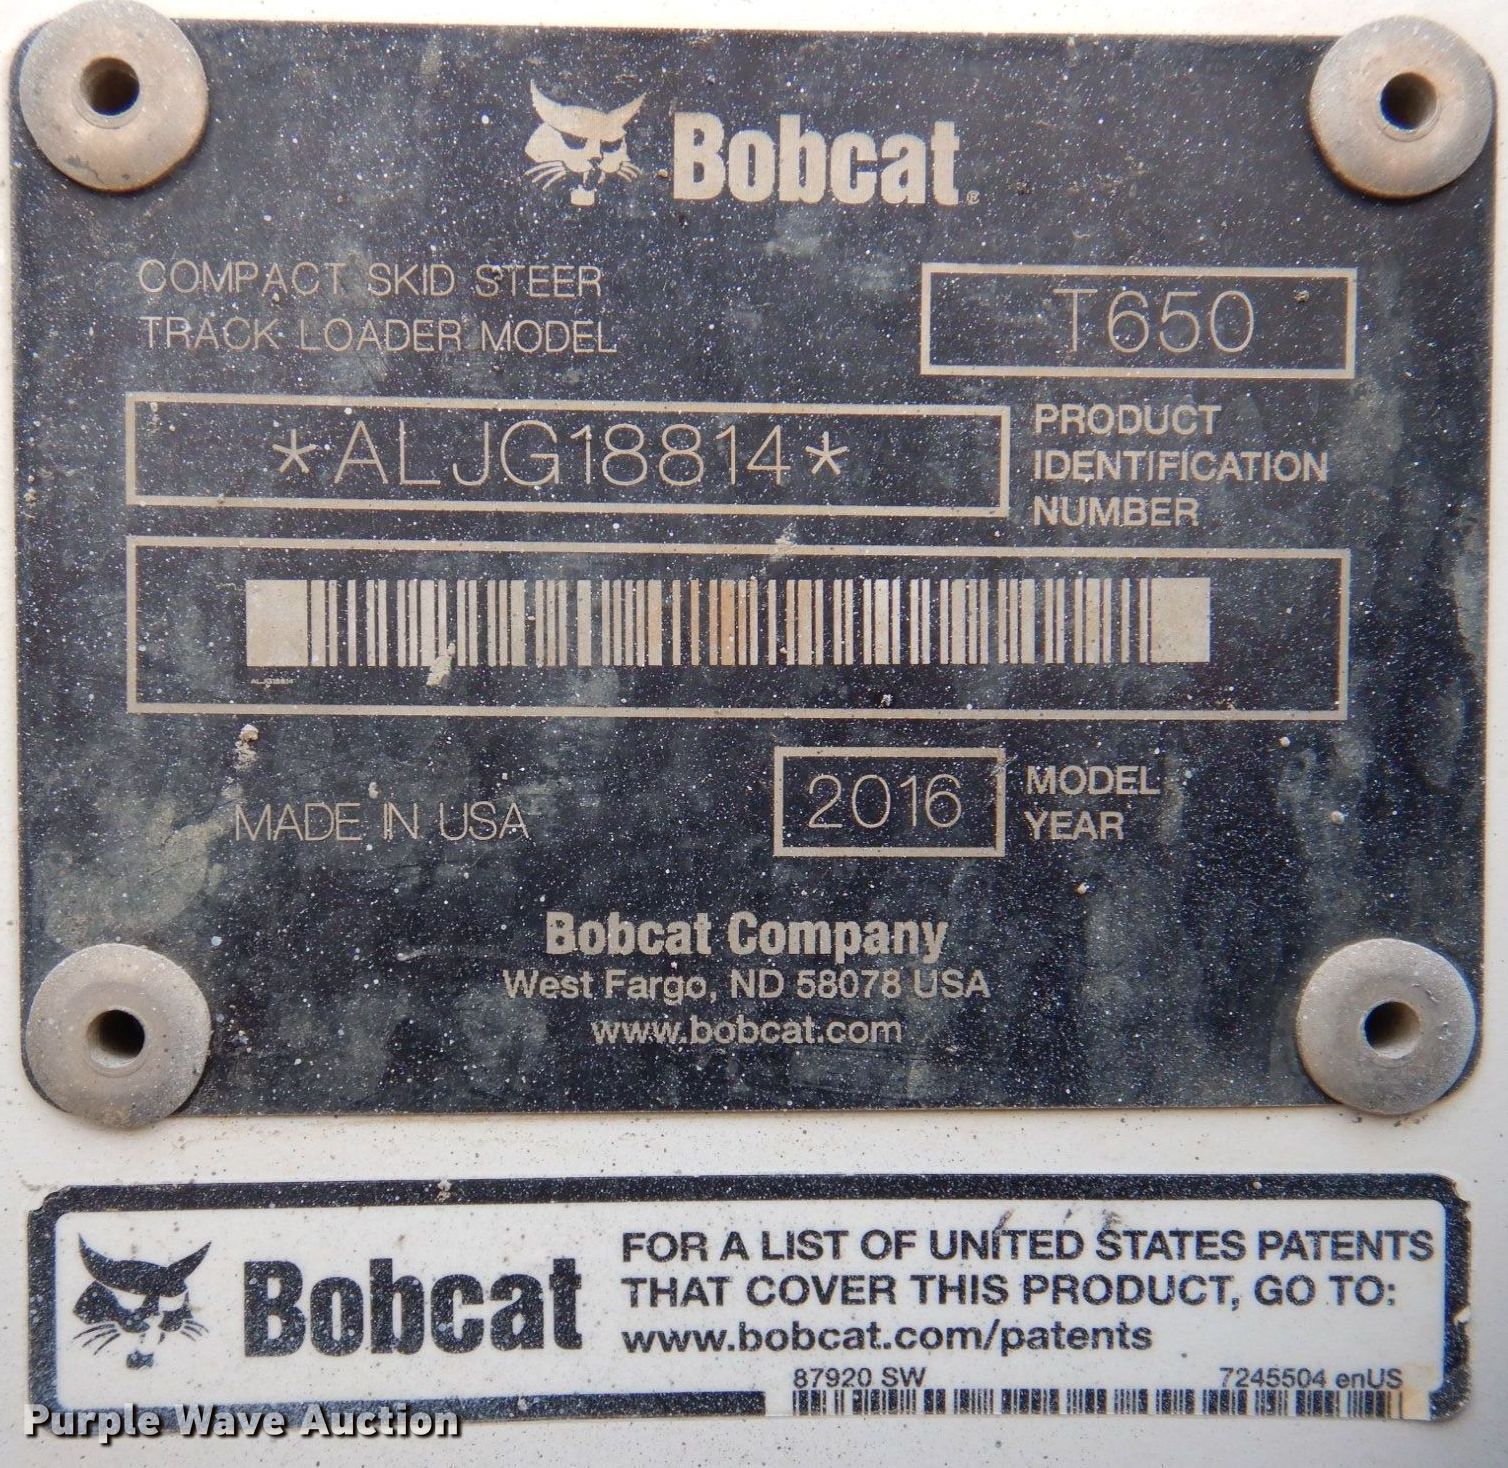 Bobcat®
COMPACT SKID STEER
TRACK LOADER MODEL
T650
*ALJG18814*
PRODUCT
IDENTIFICATION
NUMBER
ALJG18814
MADE IN USA
2016
MODEL
YEAR
Bobcat Company
West Fargo, ND 58078 USA
www.bobcat.com
Bobcat
FOR A LIST OF UNITED STATES PATENTS
THAT COVER THIS PRODUCT, GO TO:
www.bobcat.com/patents
87920 SW
7245504 enUS
Purple Wave Auction